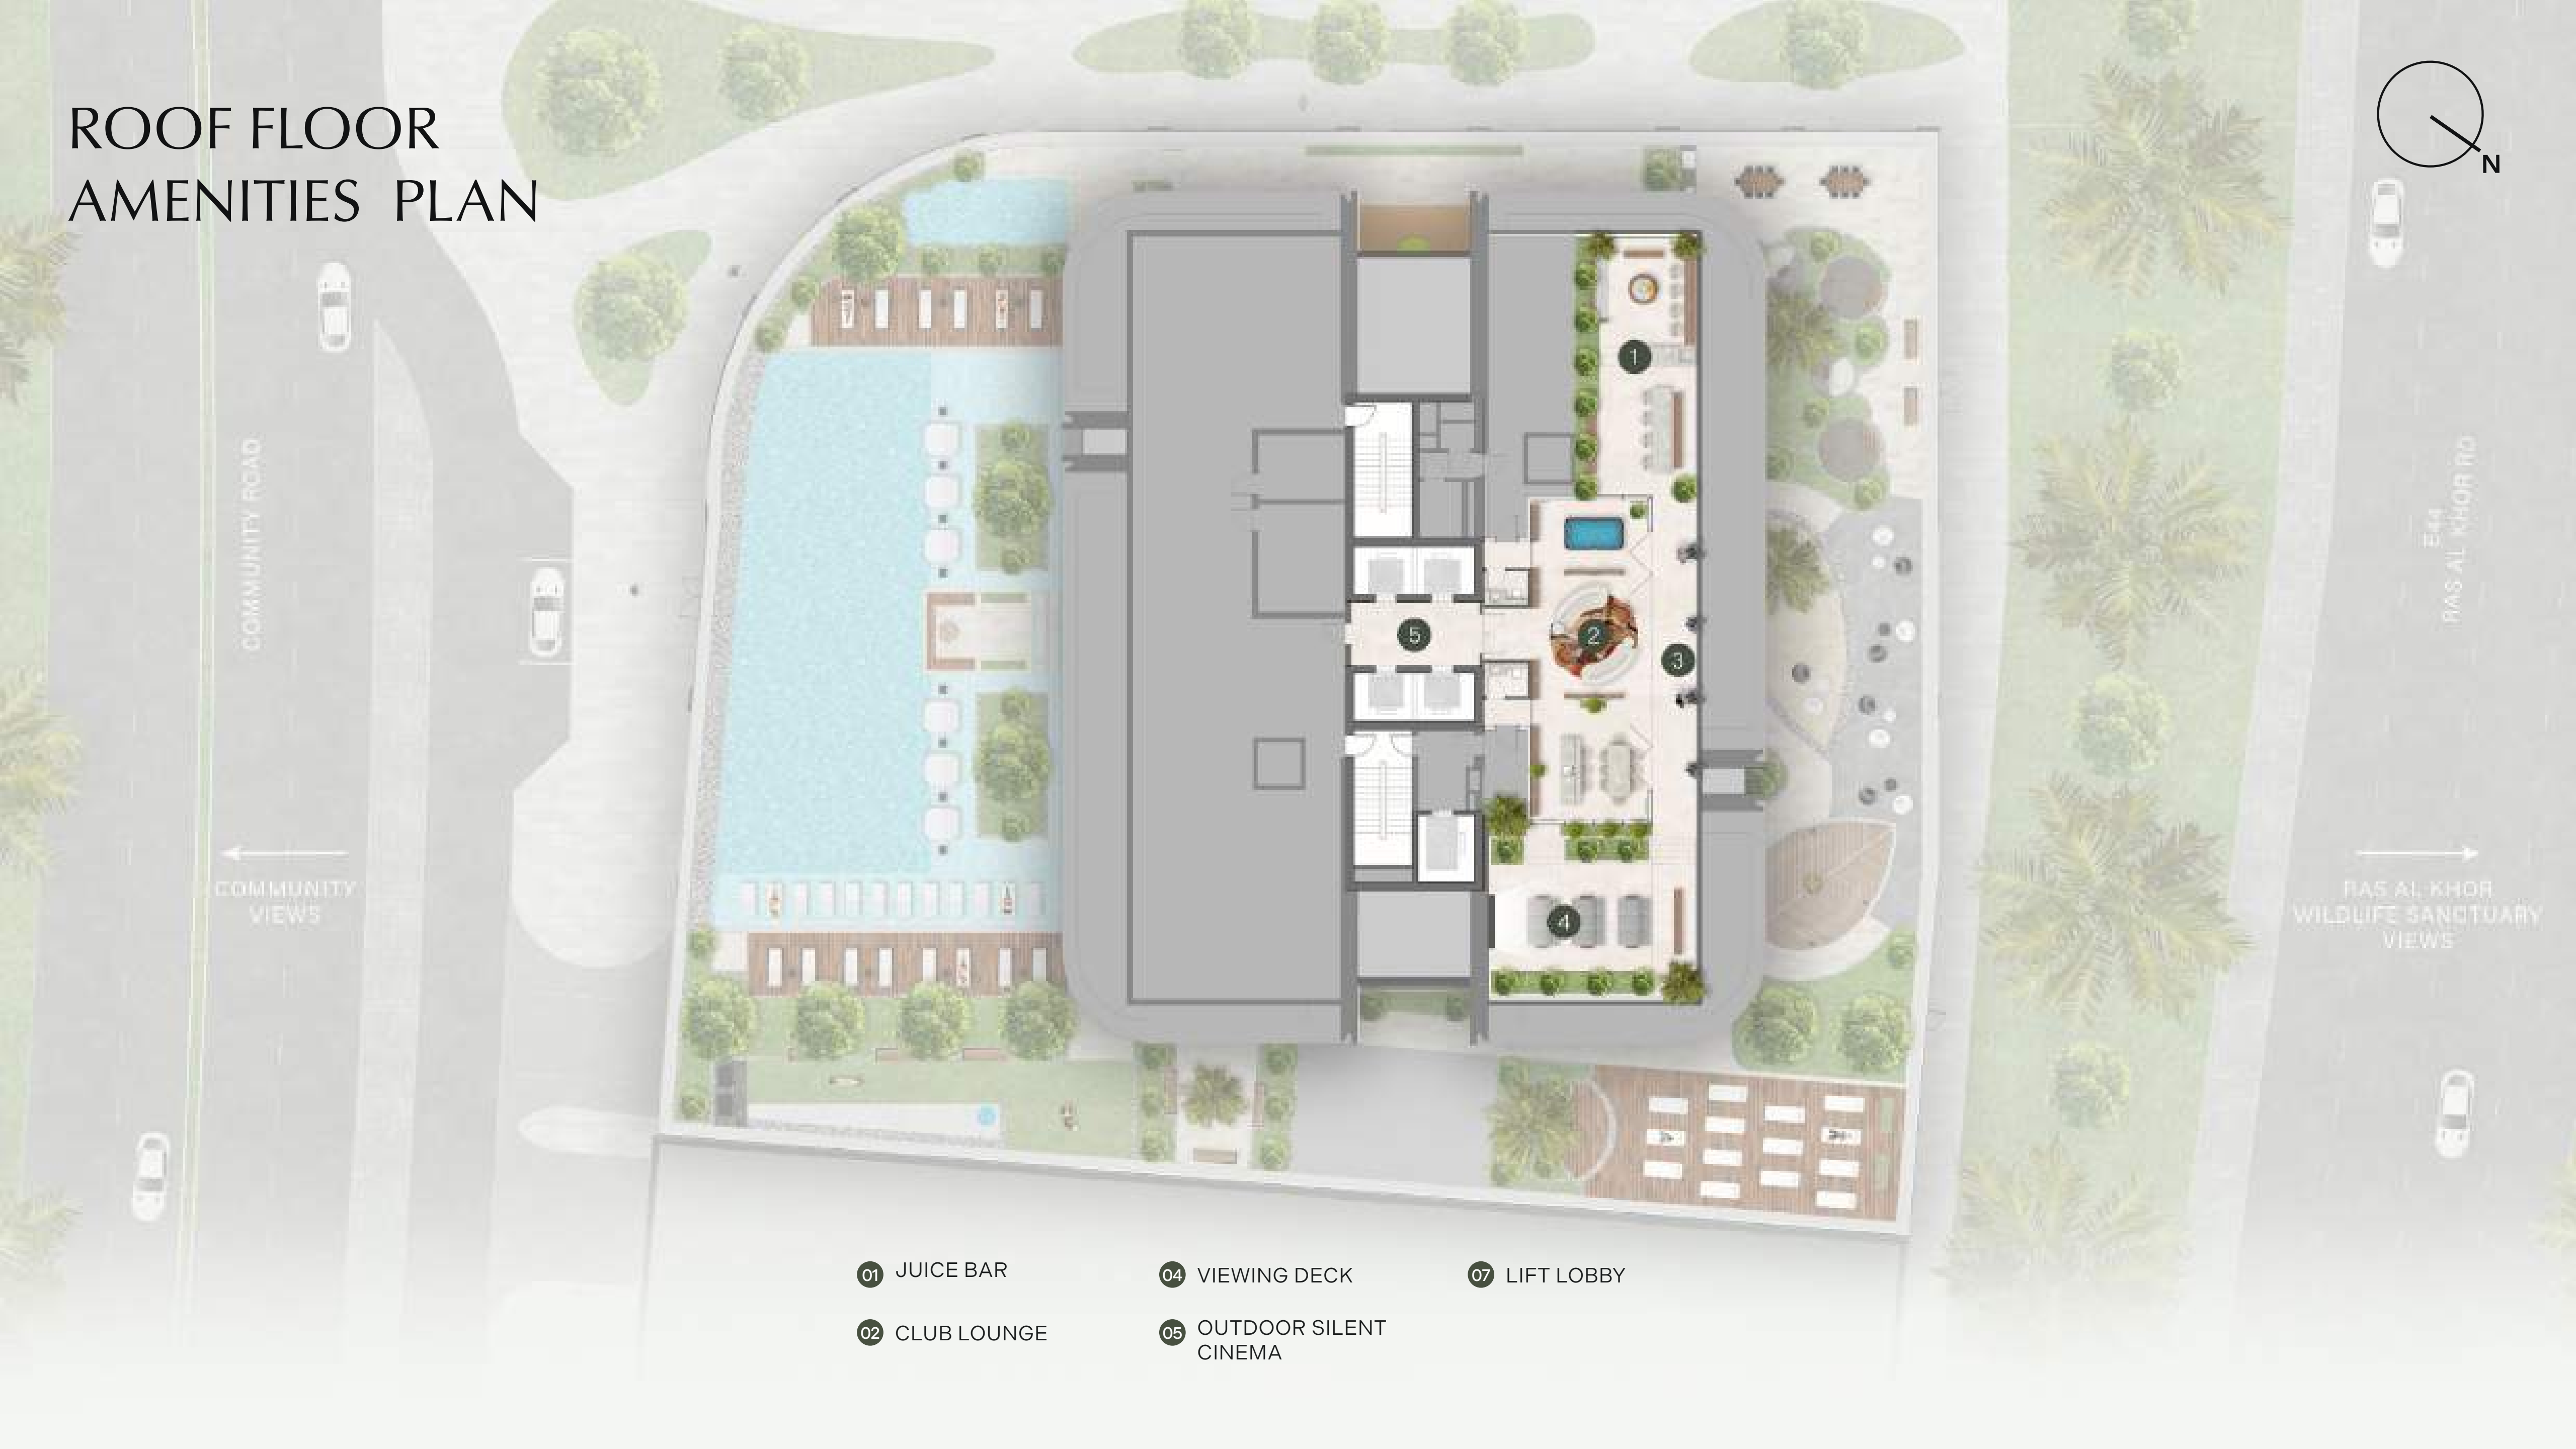 ROOF FLOOR
AMENITIES PLAN
N
COMMUNITY ROAD
E44
RAS AL KHOR RD
1
2
3
4
5
COMMUNITY
VIEWS
RAS AL KHOR
WILDLIFE SANCTUARY
VIEWS
01 JUICE BAR
02 CLUB LOUNGE
04 VIEWING DECK
05 OUTDOOR SILENT
CINEMA
07 LIFT LOBBY